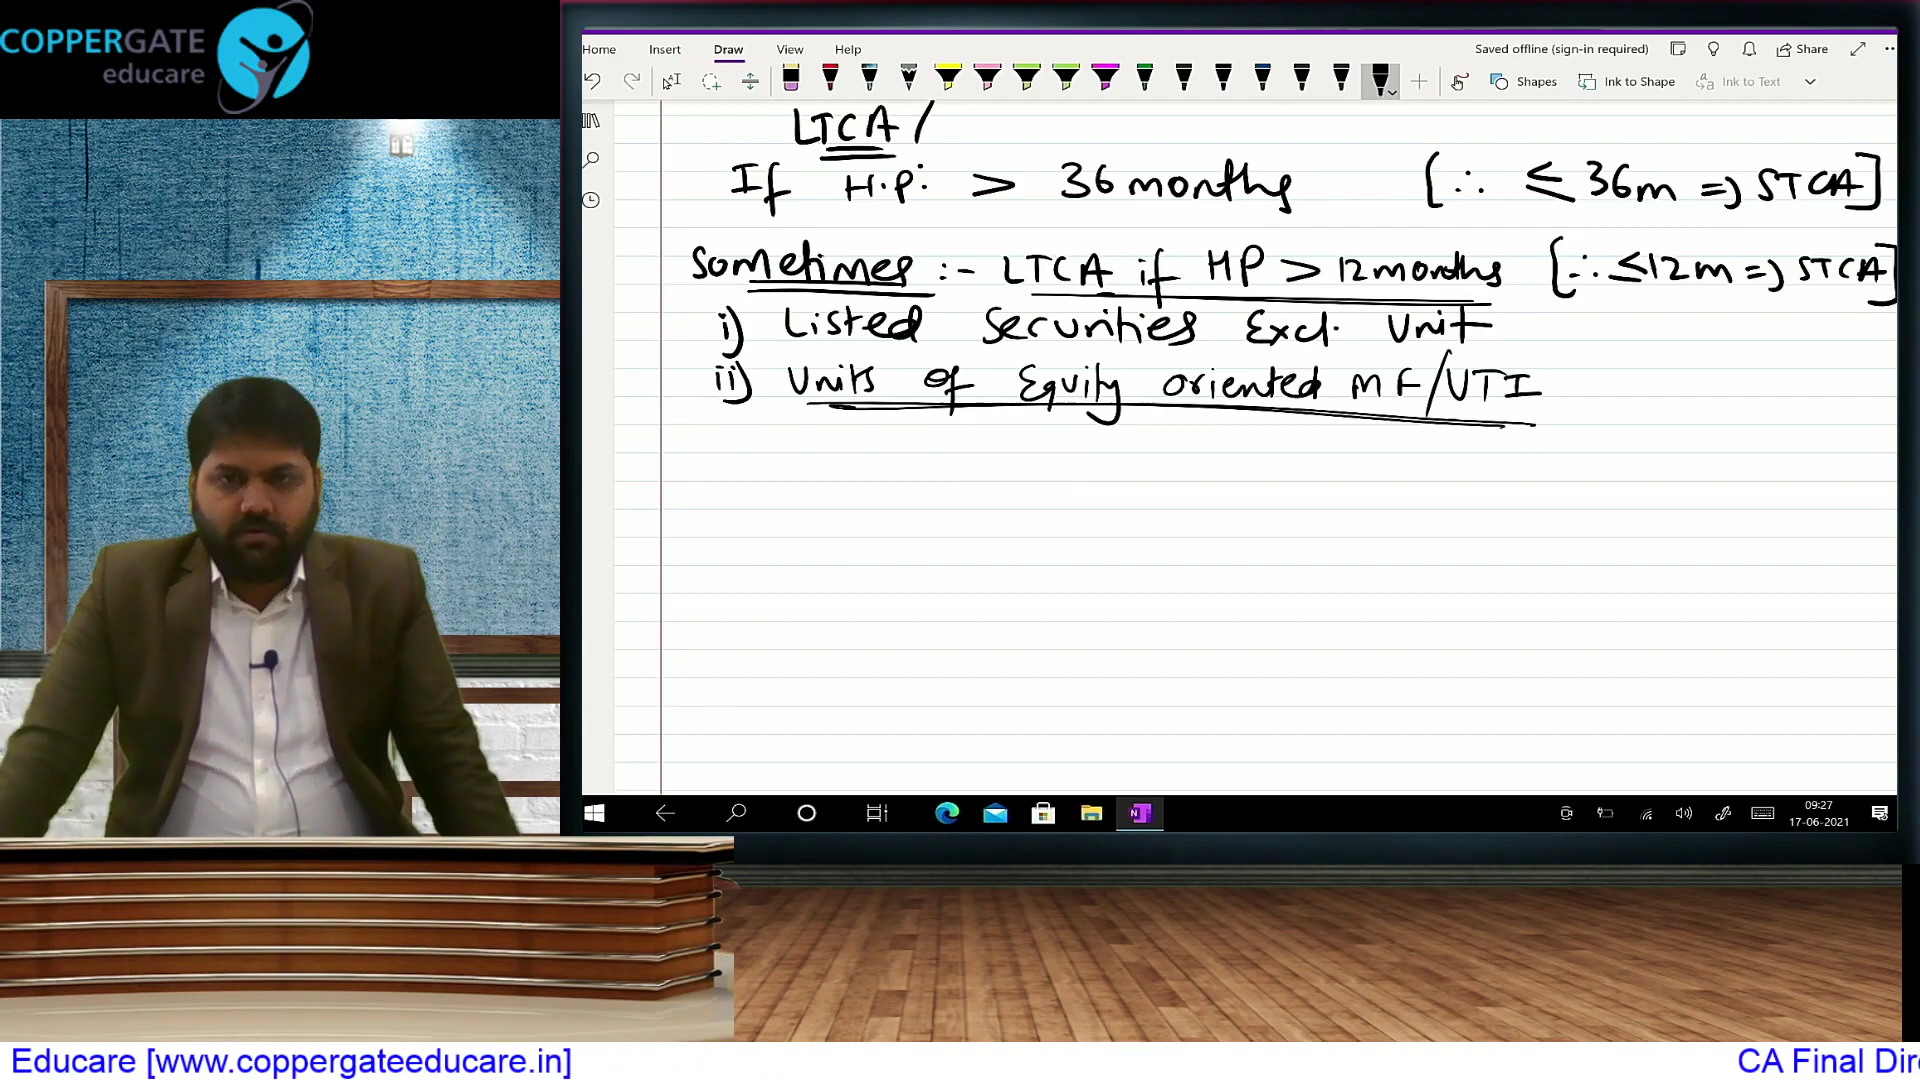 COPPERGATE
educare
Home Insert Draw View Help
Saved offline (sign-in required) Share
Shapes Ink to Shape Ink to Text
LTCA /
If H.P. > 36 months [∴ ≤ 36m => STCA]
Sometimes :- LTCA if HP > 12 months [∴ ≤ 12m => STCA]
i) Listed Securities Excl. Unit
ii) Units of Equity oriented MF/UTI
09:27
17-06-2021
Educare [www.coppergateeducare.in]
CA Final Dir